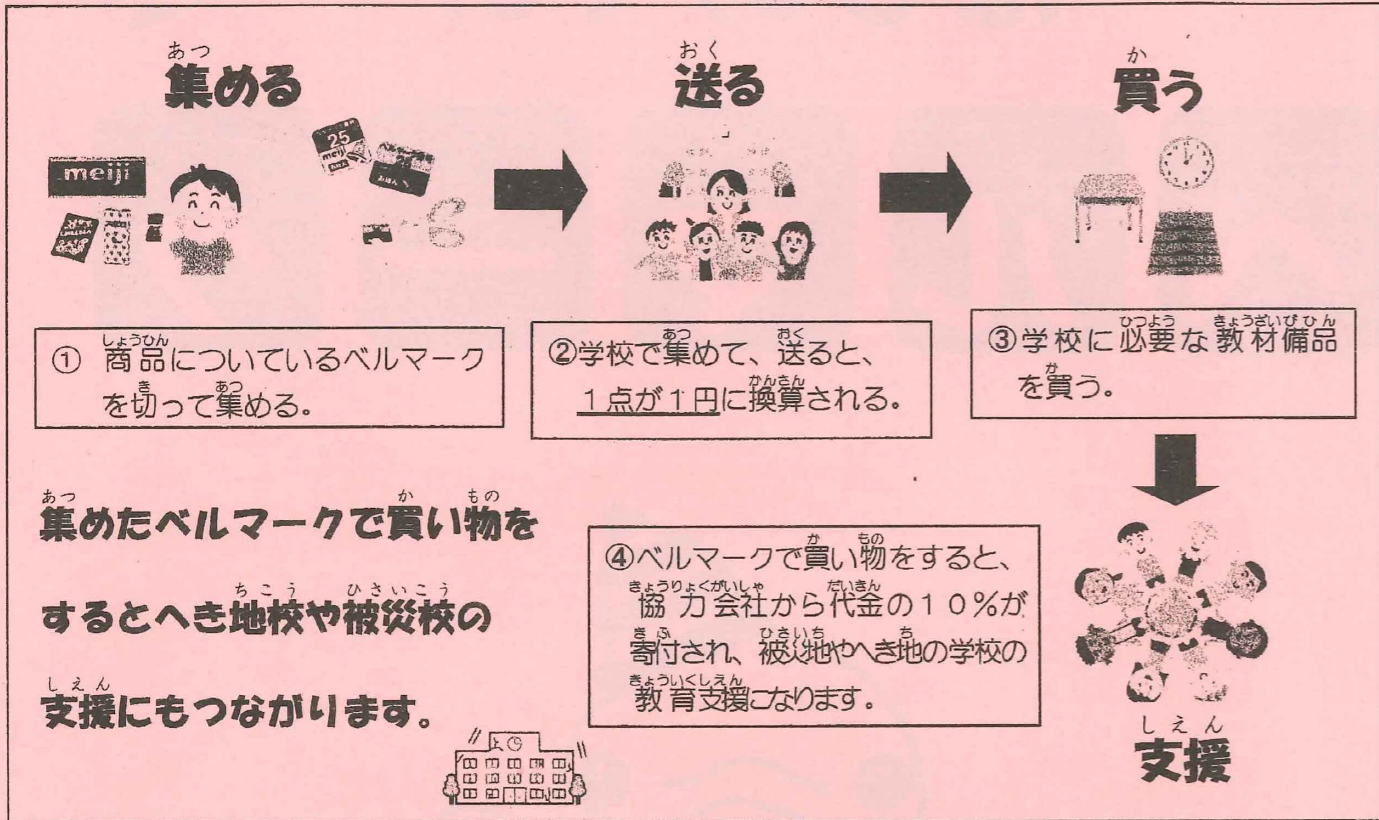 集める
送る
買う
meiji
25
meiji
① 商品についているベルマーク
を切って集める。
②学校で集めて、送ると、
1点が1円に換算される。
③学校に必要な教材備品
を買う。
集めたベルマークで買い物を
するとへき地校や被災校の
支援にもつながります。
④ベルマークで買い物をすると、
協力会社から代金の10%が
寄付され、被災地やへき地の学校の
教育支援になります。
支援